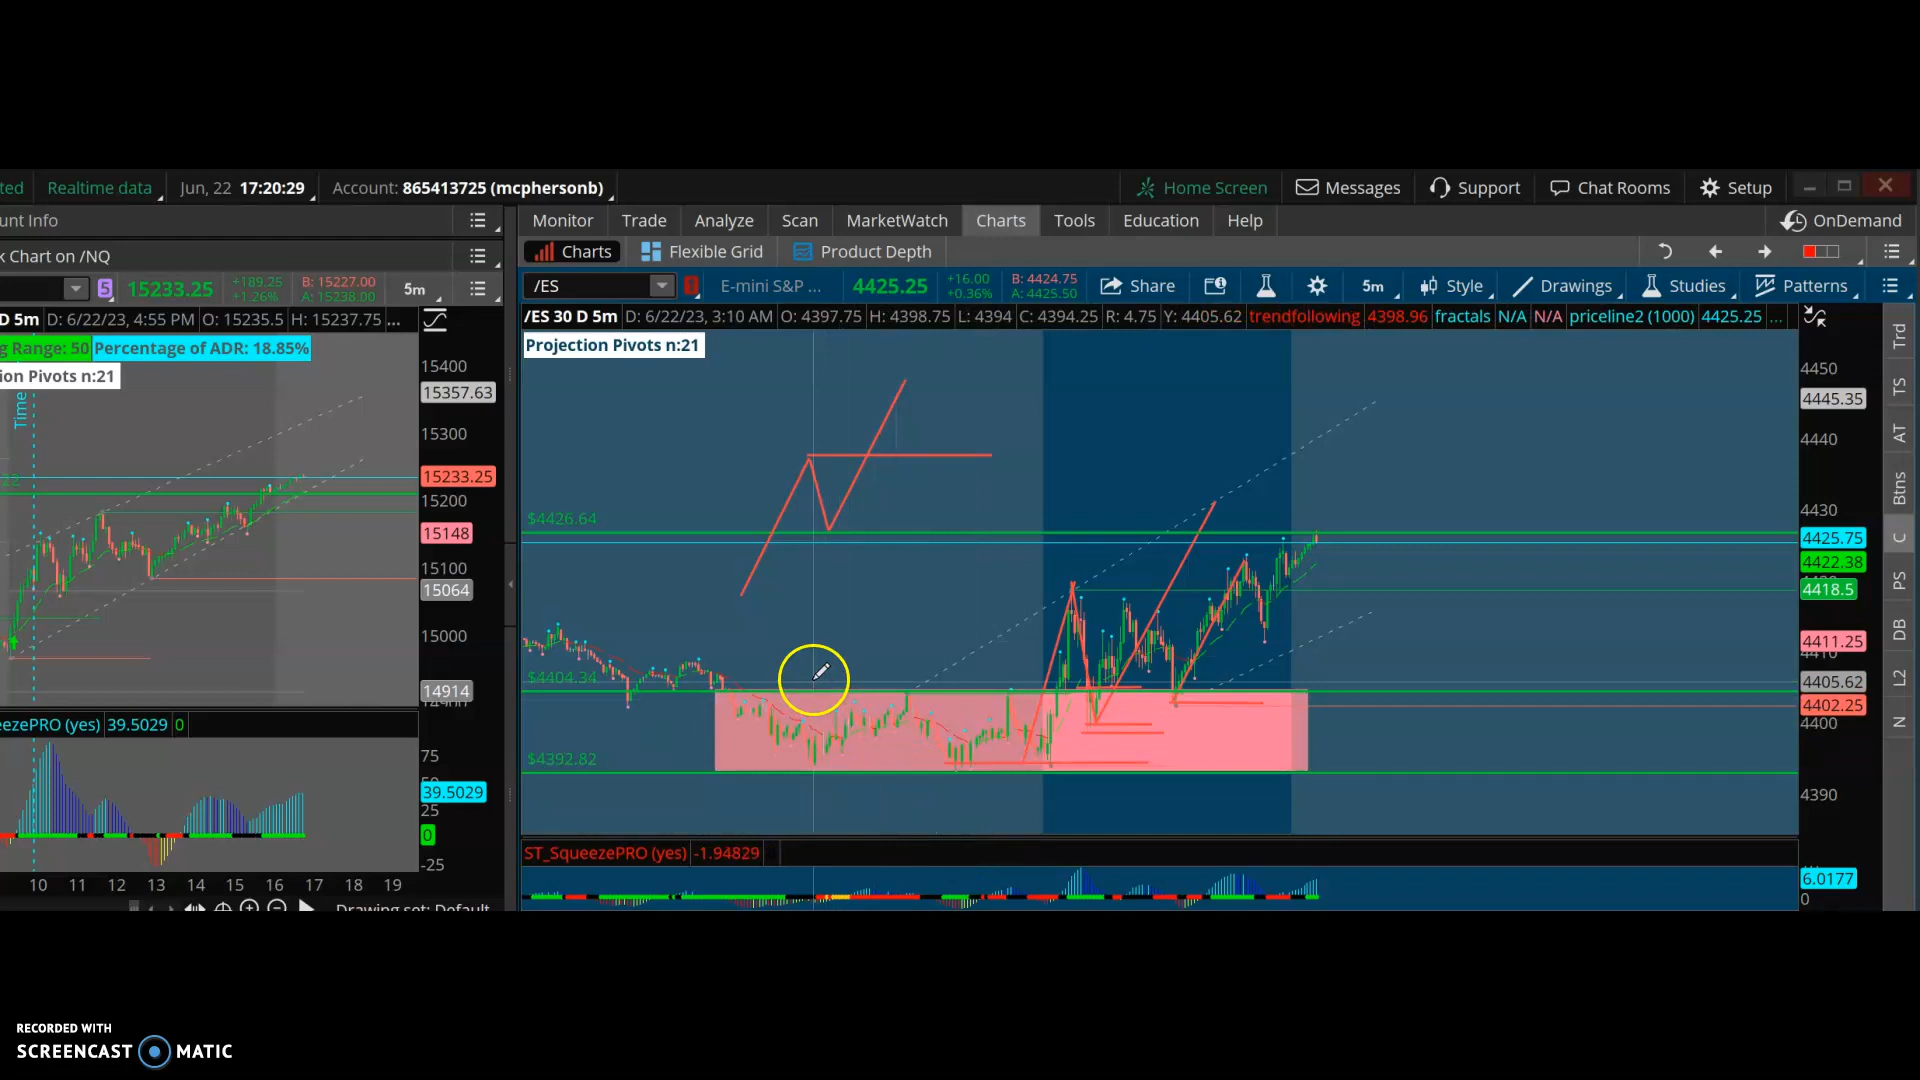 ted Realtime data Jun, 22 17:20:29 Account: 865413725 (mcphersonb) Home Screen Messages Support Chat Rooms Setup
unt Info Monitor Trade Analyze Scan MarketWatch Charts Tools Education Help OnDemand
k Chart on /NQ Charts Flexible Grid Product Depth
5 15233.25 +189.25 +1.26% B: 15227.00 A: 15238.00 5m /ES E-mini S&P ... 4425.25 +16.00 +0.36% B: 4424.75 A: 4425.50 Share 5m Style Drawings Studies Patterns
D 5m D: 6/22/23, 4:55 PM O: 15235.5 H: 15237.75 ... /ES 30 D 5m D: 6/22/23, 3:10 AM O: 4397.75 H: 4398.75 L: 4394 C: 4394.25 R: 4.75 Y: 4405.62 trendfollowing 4398.96 fractals N/A N/A priceline2 (1000) 4425.25 ...
g Range: 50 Percentage of ADR: 18.85% Projection Pivots n:21
ion Pivots n:21
Time
15400
15357.63
15300
15233.25
15200
15148
15100
15064
15000
14914
$4426.64
$4404.34
$4392.82
4450
4445.35
4440
4430
4425.75
4422.38
4418.5
4411.25
4405.62
4402.25
4400
4390
Trd
TS
AT
Btns
C
PS
DB
L2
N
eezePRO (yes) 39.5029 0
75
39.5029
25
0
-25
ST_SqueezePRO (yes) -1.94829
6.0177
0
10 11 12 13 14 15 16 17 18 19
Drawing set: Default
RECORDED WITH
SCREENCAST MATIC